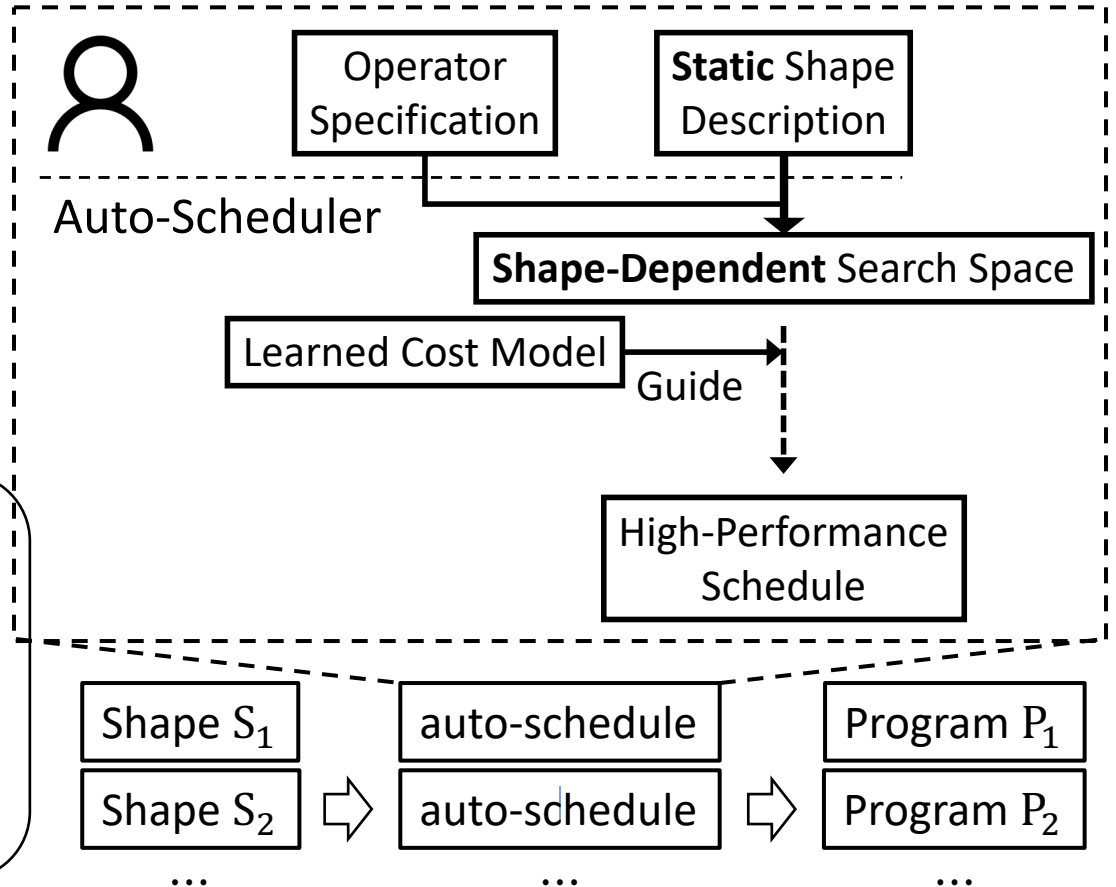 Operator
Specification
Static Shape
Description
Auto-Scheduler
Shape-Dependent Search Space
Learned Cost Model
Guide
High-Performance
Schedule
Shape S₁
auto-schedule
Program P₁
Shape S₂
auto-schedule
Program P₂
... ... ...